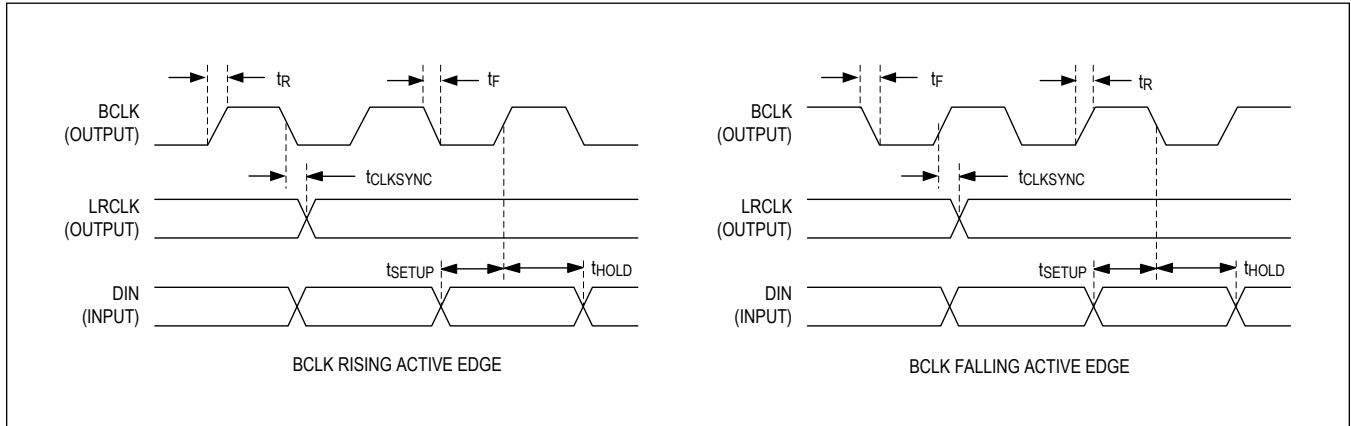 tR
tF
BCLK
(OUTPUT)
tCLKSYNC
LRCLK
(OUTPUT)
tSETUP
tHOLD
DIN
(INPUT)
BCLK RISING ACTIVE EDGE
tF
tR
BCLK
(OUTPUT)
tCLKSYNC
LRCLK
(OUTPUT)
tSETUP
tHOLD
DIN
(INPUT)
BCLK FALLING ACTIVE EDGE